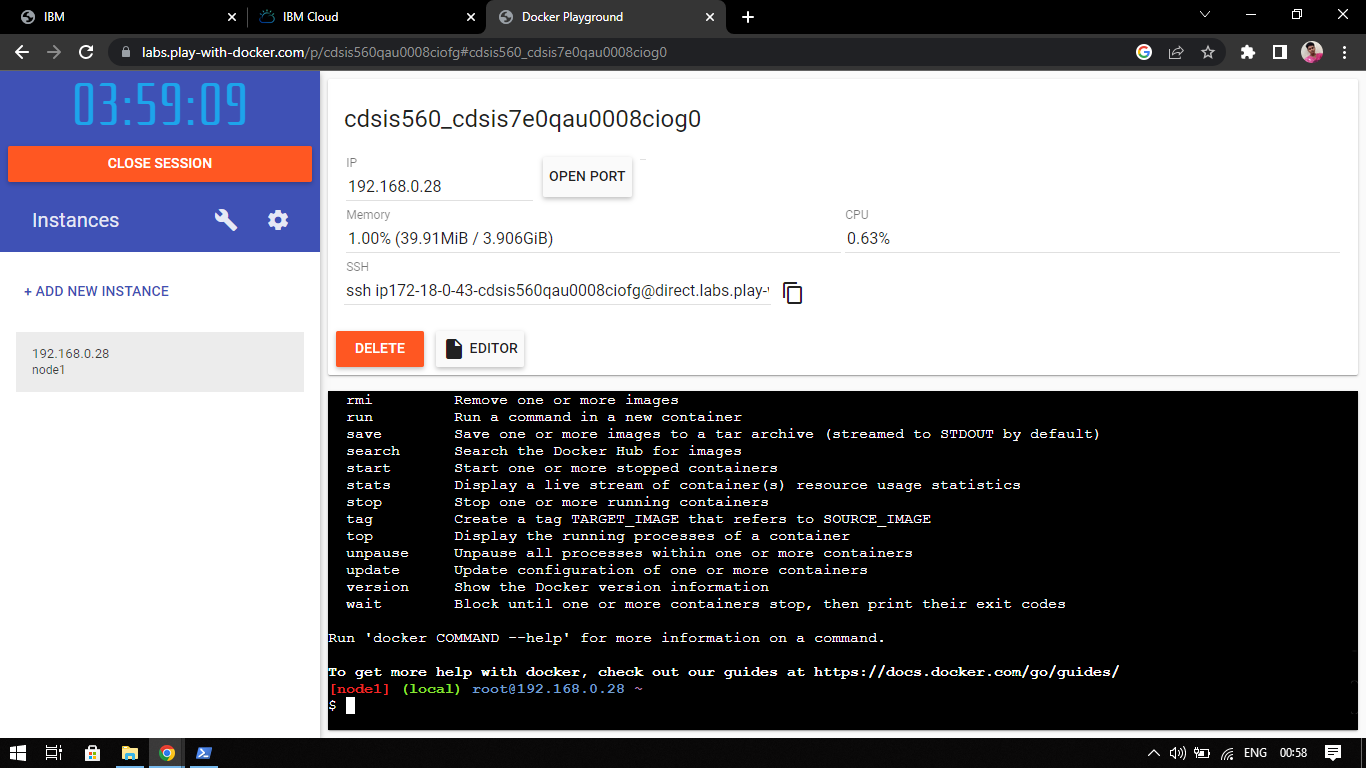 IBM
IBM Cloud
Docker Playground
labs.play-with-docker.com/p/cdsis560qau0008ciofg#cdsis560_cdsis7e0qau0008ciog0
03:59:09
CLOSE SESSION
Instances
+ ADD NEW INSTANCE
192.168.0.28
node1
cdsis560_cdsis7e0qau0008ciog0
IP
192.168.0.28
OPEN PORT
Memory
1.00% (39.91MiB / 3.906GiB)
CPU
0.63%
SSH
ssh ip172-18-0-43-cdsis560qau0008ciofg@direct.labs.play-
DELETE
EDITOR
rmi Remove one or more images
run Run a command in a new container
save Save one or more images to a tar archive (streamed to STDOUT by default)
search Search the Docker Hub for images
start Start one or more stopped containers
stats Display a live stream of container(s) resource usage statistics
stop Stop one or more running containers
tag Create a tag TARGET_IMAGE that refers to SOURCE_IMAGE
top Display the running processes of a container
unpause Unpause all processes within one or more containers
update Update configuration of one or more containers
version Show the Docker version information
wait Block until one or more containers stop, then print their exit codes
Run 'docker COMMAND --help' for more information on a command.
To get more help with docker, check out our guides at https://docs.docker.com/go/guides/
[node1] (local) root@192.168.0.28 ~
$
ENG
00:58